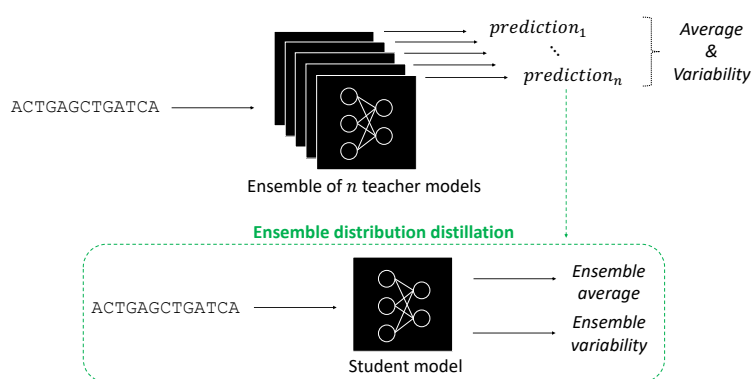 prediction₁
⋱
predictionₙ
Average
&
Variability
ACTGAGCTGATCA
Ensemble of n teacher models
Ensemble distribution distillation
ACTGAGCTGATCA
Student model
Ensemble
average
Ensemble
variability